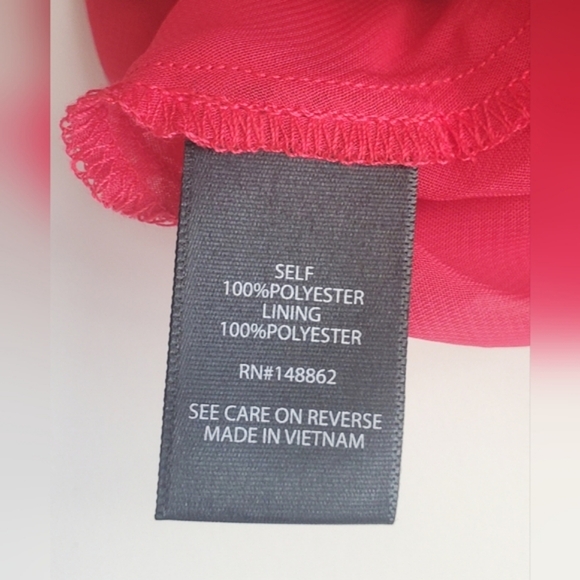 SELF
100%POLYESTER
LINING
100%POLYESTER
RN#148862
SEE CARE ON REVERSE
MADE IN VIETNAM